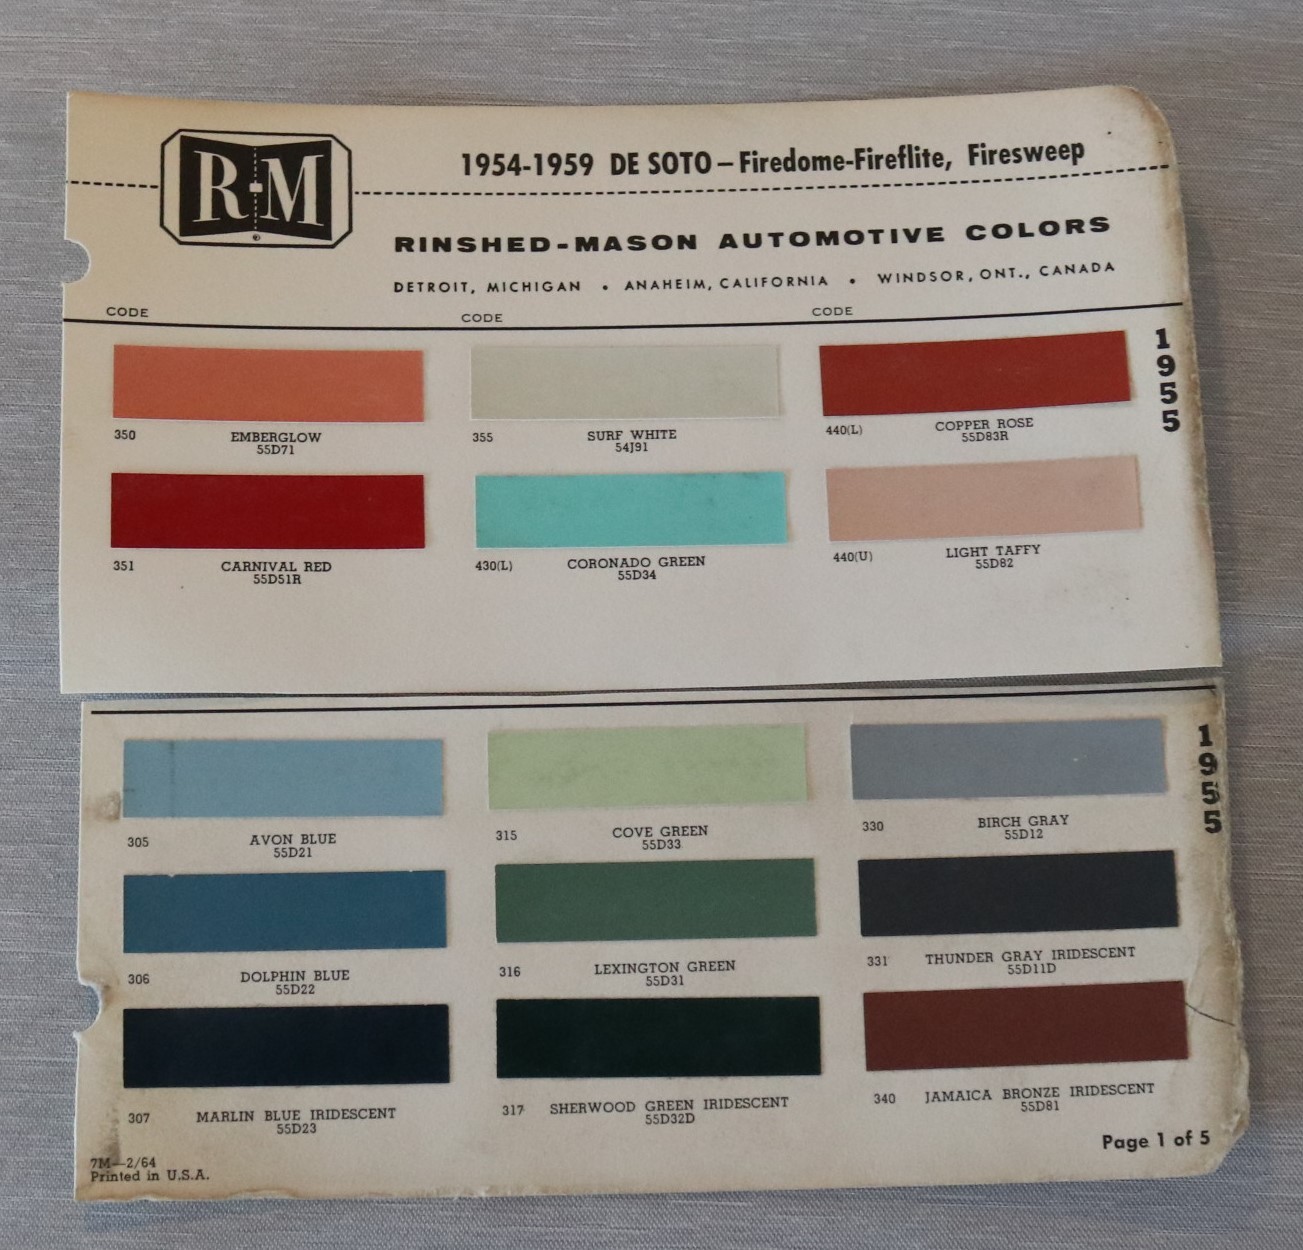 R-M
1954-1959 DE SOTO – Firedome-Fireflite, Firesweep
RINSHED-MASON AUTOMOTIVE COLORS
DETROIT, MICHIGAN • ANAHEIM, CALIFORNIA • WINDSOR, ONT., CANADA
CODE CODE CODE
1955
350 EMBERGLOW
55D71
355 SURF WHITE
54J91
440(L) COPPER ROSE
55D83R
351 CARNIVAL RED
55D51R
430(L) CORONADO GREEN
55D34
440(U) LIGHT TAFFY
55D82
1955
305 AVON BLUE
55D21
315 COVE GREEN
55D33
330 BIRCH GRAY
55D12
306 DOLPHIN BLUE
55D22
316 LEXINGTON GREEN
55D31
331 THUNDER GRAY IRIDESCENT
55D11D
307 MARLIN BLUE IRIDESCENT
55D23
317 SHERWOOD GREEN IRIDESCENT
55D32D
340 JAMAICA BRONZE IRIDESCENT
55D81
7M—2/64
Printed in U.S.A.
Page 1 of 5